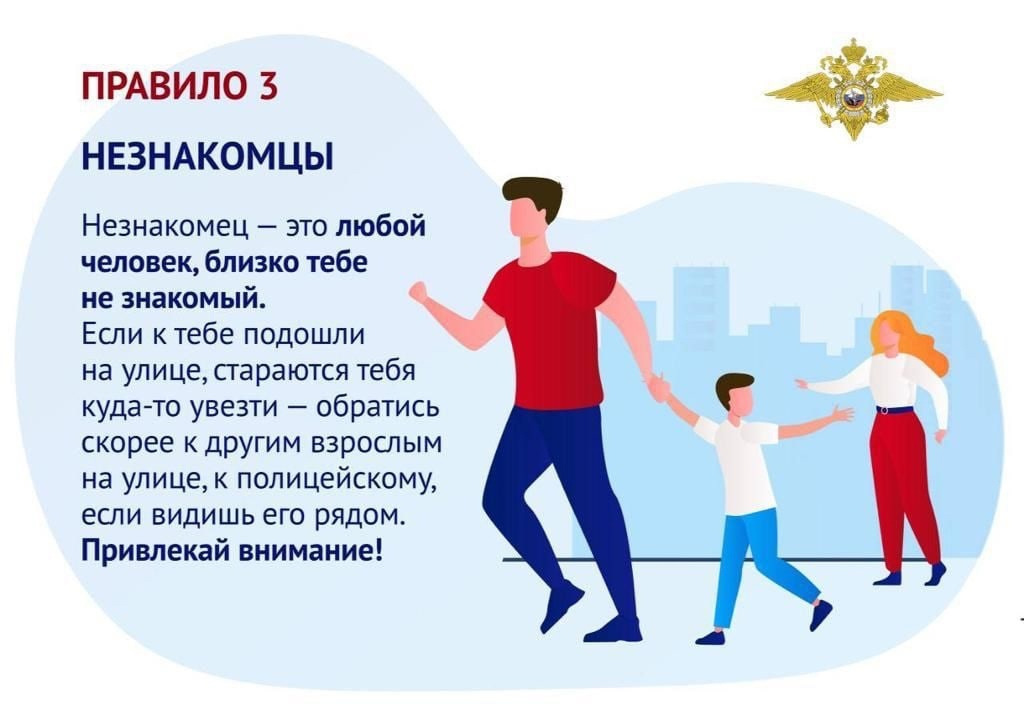 ПРАВИЛО 3
НЕЗНАКОМЦЫ
Незнакомец — это любой
человек, близко тебе
не знакомый.
Если к тебе подошли
на улице, стараются тебя
куда-то увезти — обратись
скорее к другим взрослым
на улице, к полицейскому,
если видишь его рядом.
Привлекай внимание!